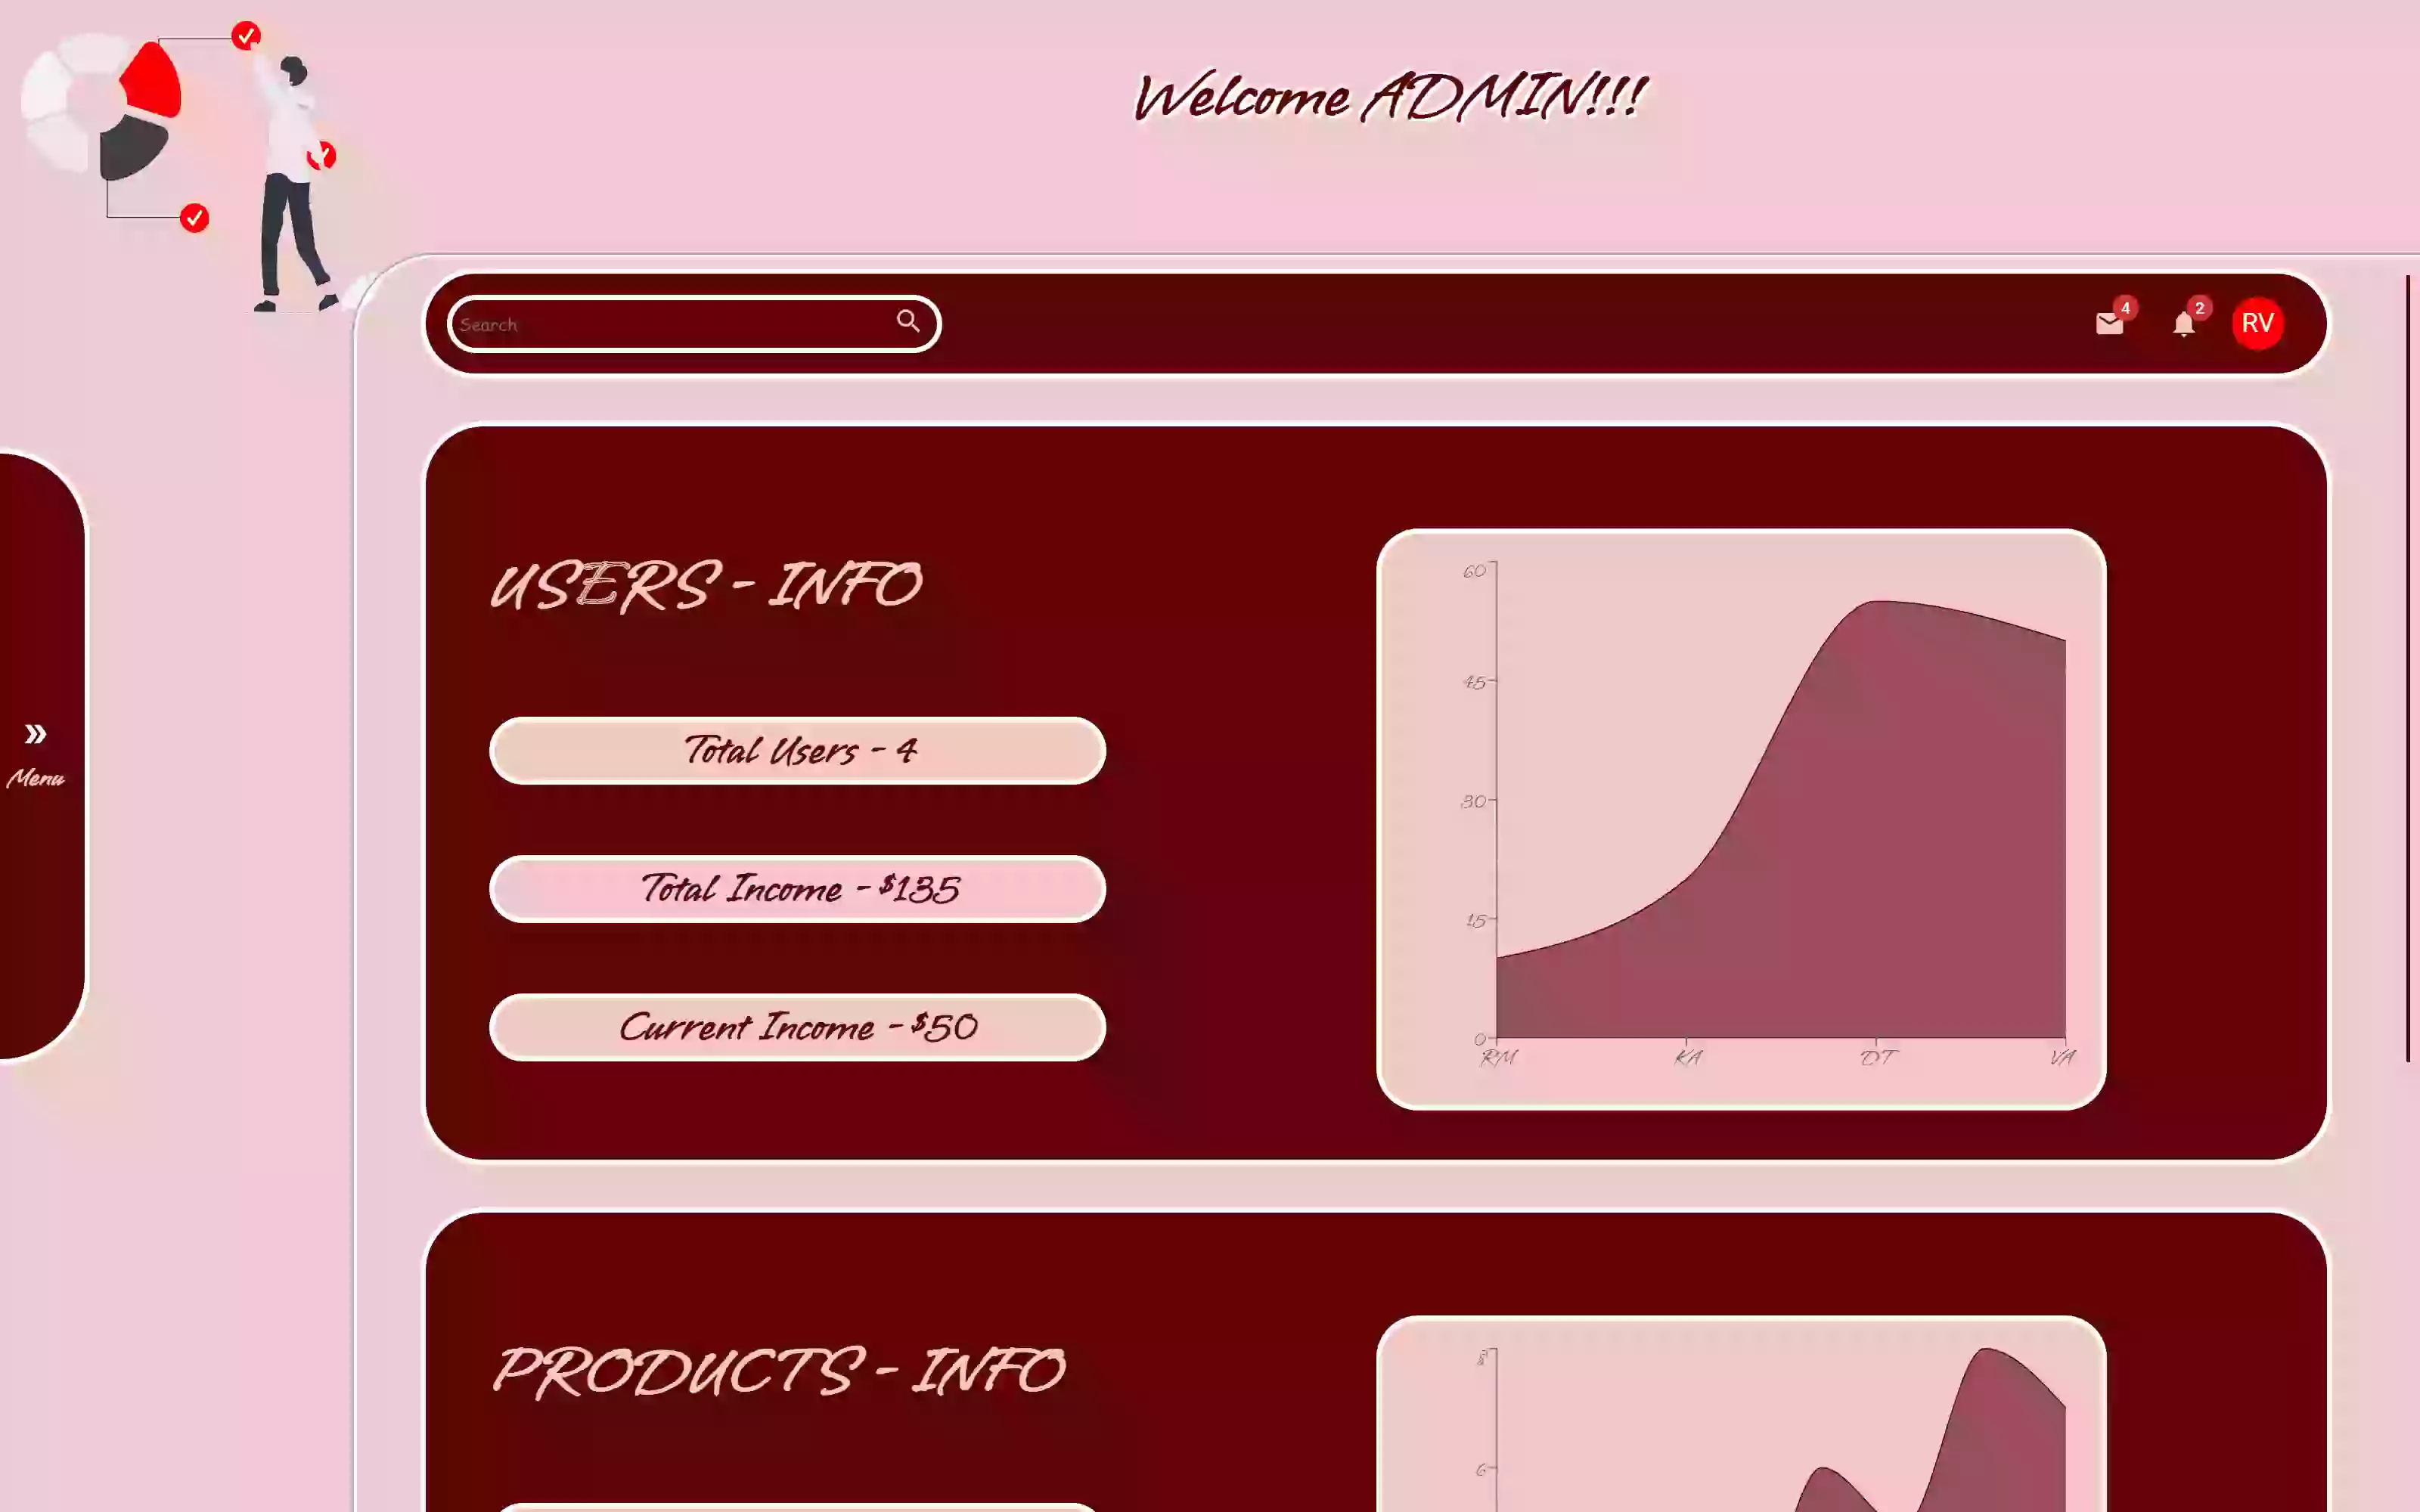 Welcome ADMIN!!!
Search
4
2
RV
USERS - INFO
Total Users - 4
Total Income - $135
Current Income - $50
60
45
30
15
0
RM KA DT VA
»
Menu
PRODUCTS - INFO
8
6